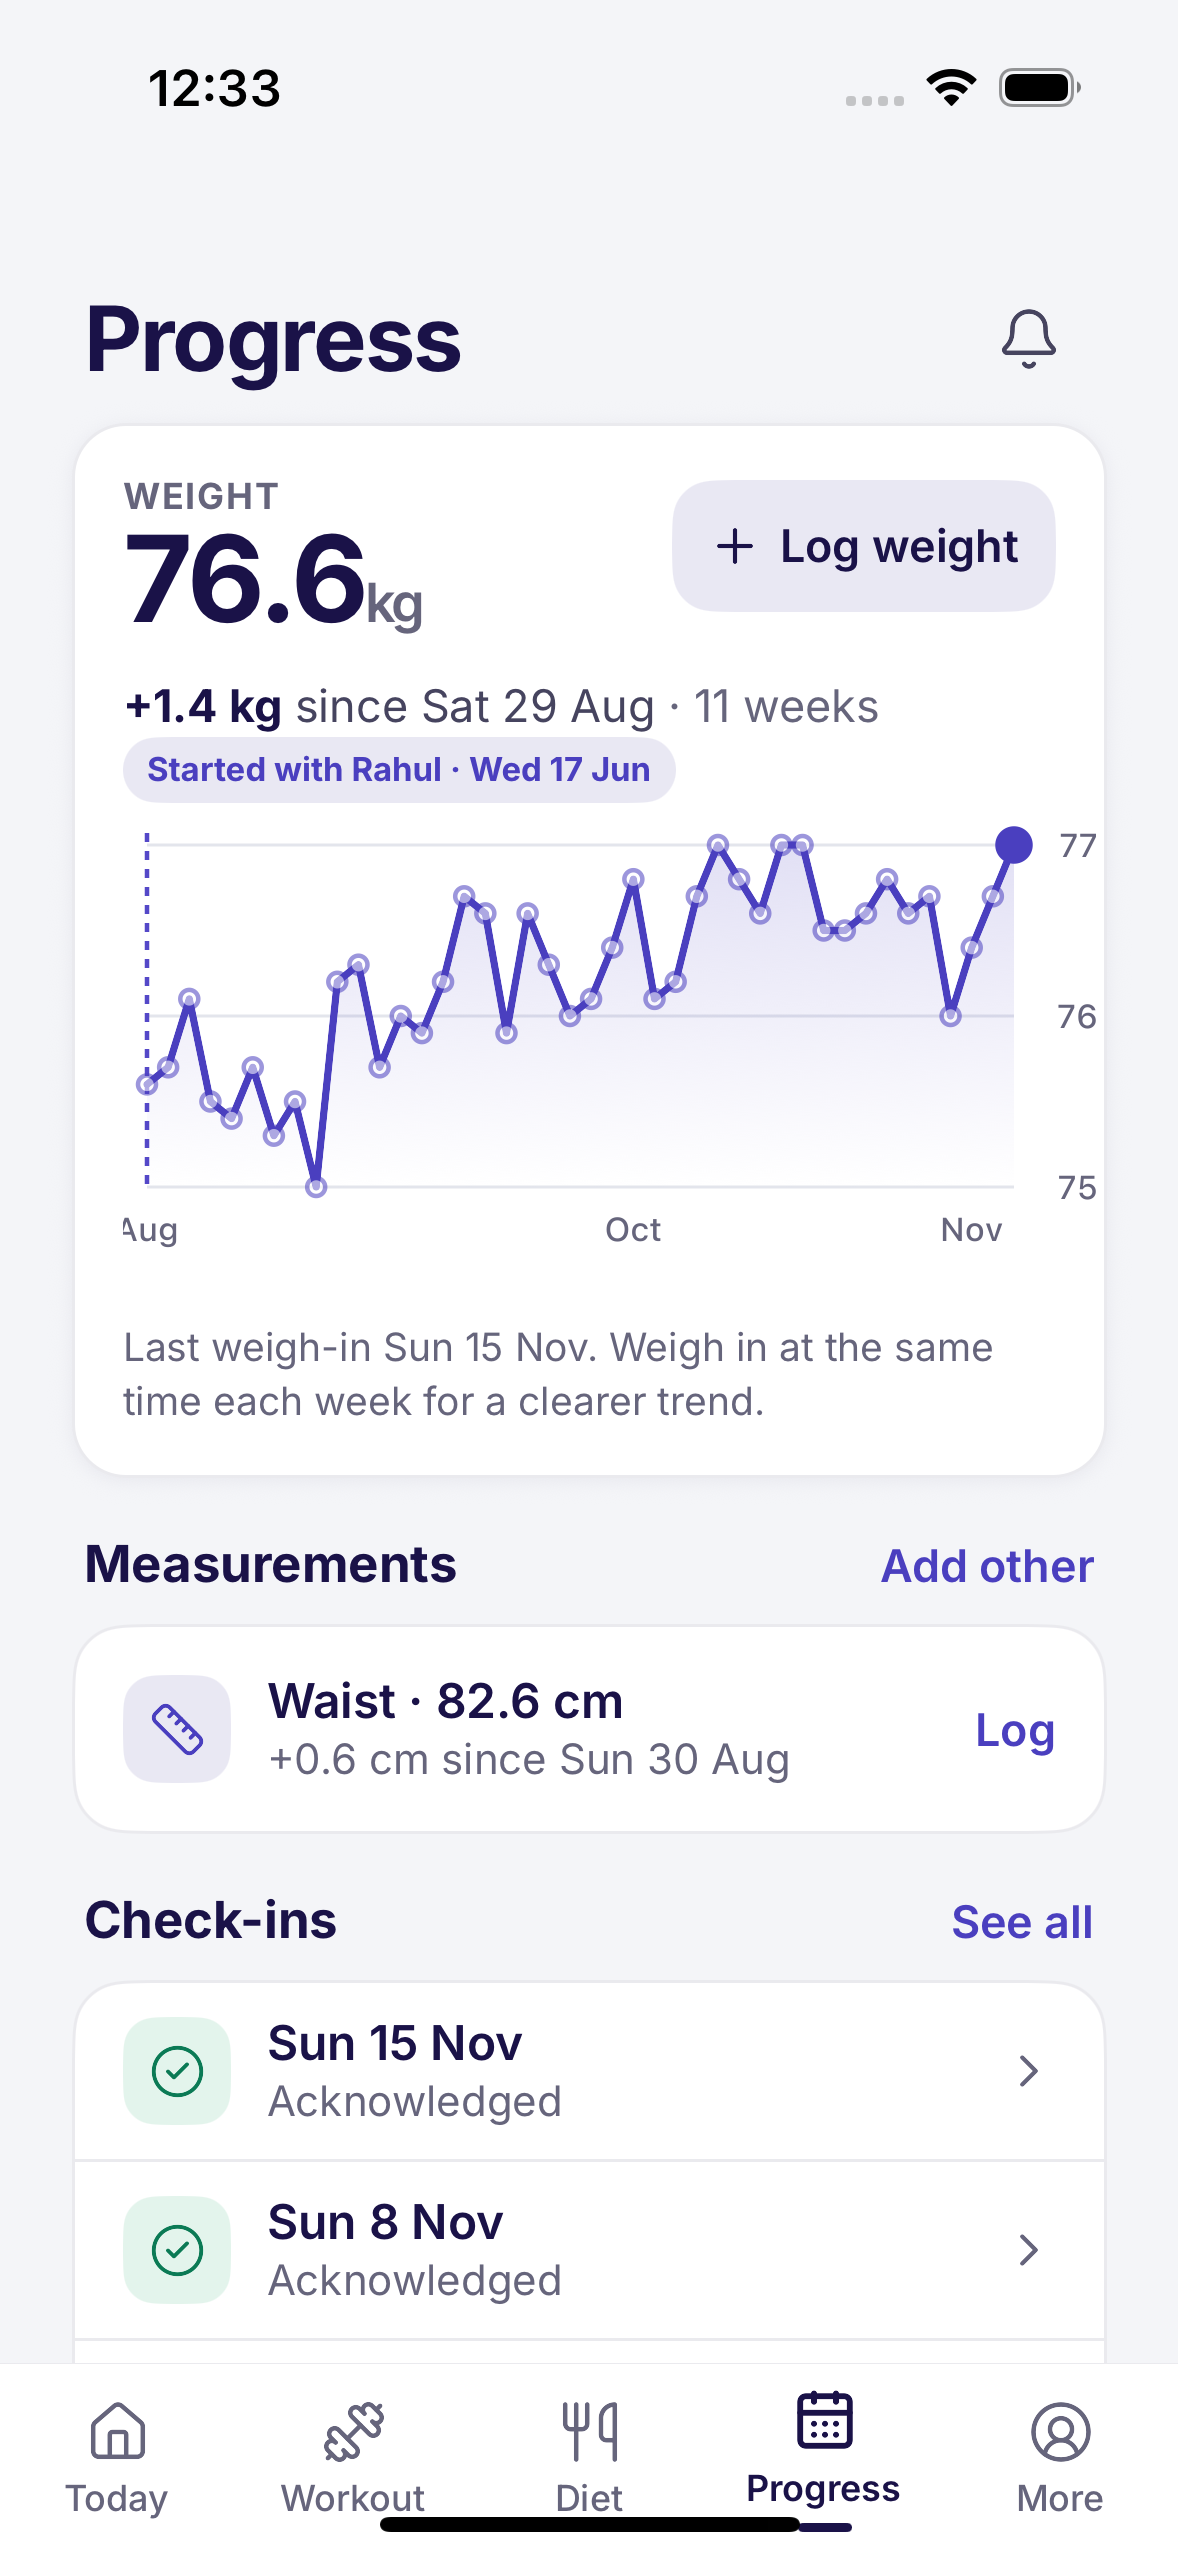 12:33
Progress
WEIGHT
76.6kg
Log weight
+1.4 kg since Sat 29 Aug · 11 weeks
Started with Rahul · Wed 17 Jun
77
76
75
Aug Oct Nov
Last weigh-in Sun 15 Nov. Weigh in at the same
time each week for a clearer trend.
Measurements
Add other
Waist · 82.6 cm
+0.6 cm since Sun 30 Aug
Log
Check-ins
See all
Sun 15 Nov
Acknowledged
Sun 8 Nov
Acknowledged
Today Workout Diet Progress More